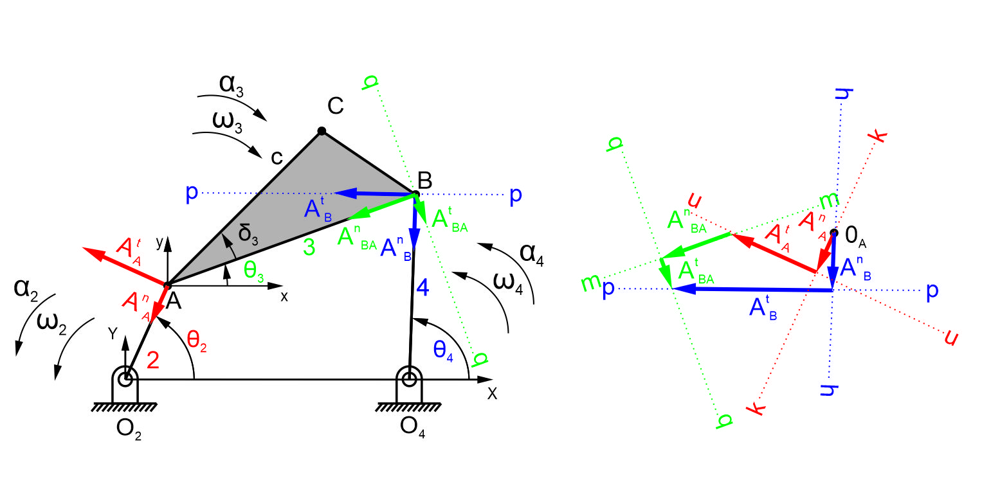 α3
C
ω3
c
q
B
p
p
A^t_B
A^t_BA
A^n_BA
A^n_B
3
δ3
θ3
A^t_A
y
x
α2
ω2
A^n_A
A
Y
θ2
2
α4
ω4
4
θ4
q
X
O2
O4
h
k
q
u
m
A^n_BA
A^t_A
A^n_A
0A
A^t_BA
A^n_B
m
p
p
A^t_B
u
h
k
q